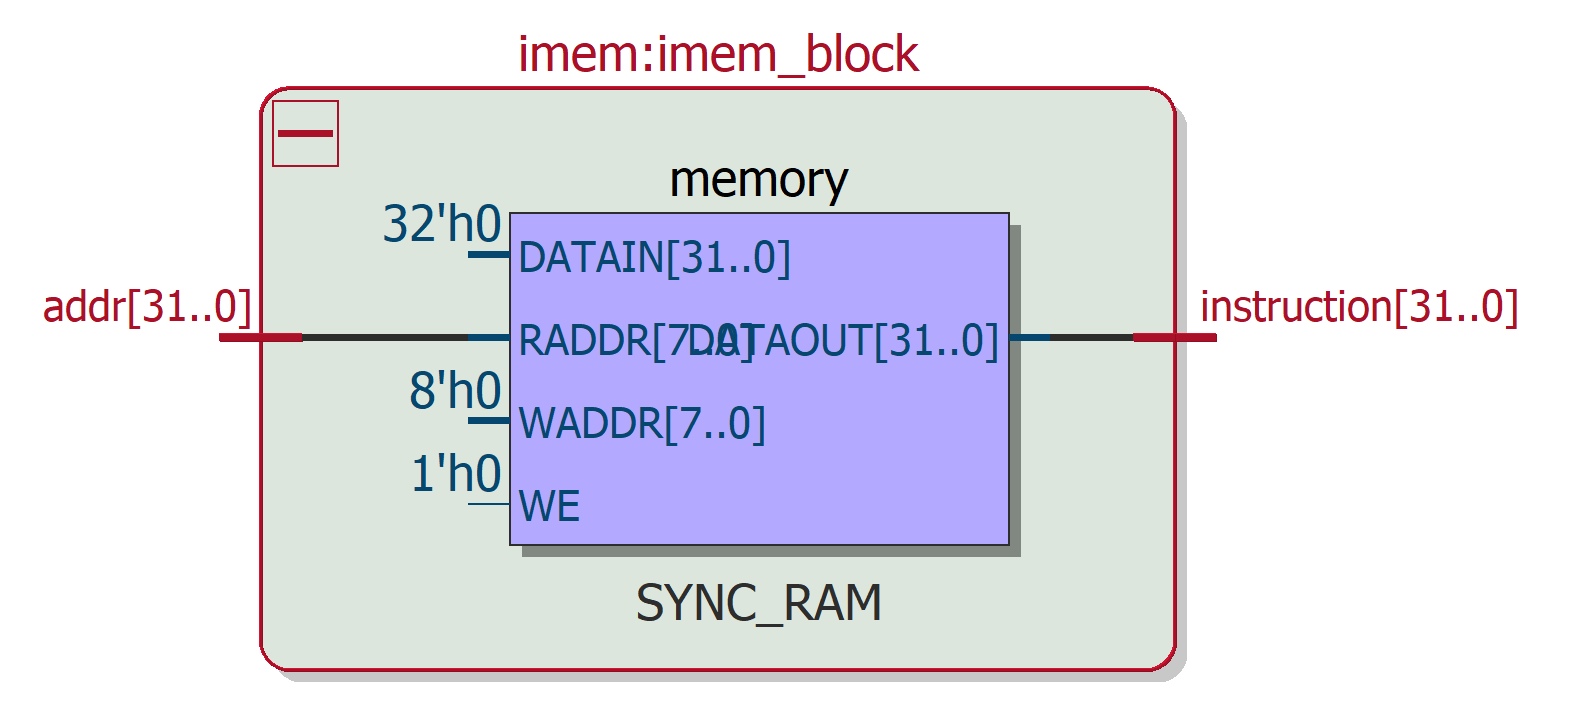 imem:imem_block
memory
32'h0
DATAIN[31..0]
addr[31..0]
RADDR[7..0]
DATAOUT[31..0]
instruction[31..0]
8'h0
WADDR[7..0]
1'h0
WE
SYNC_RAM